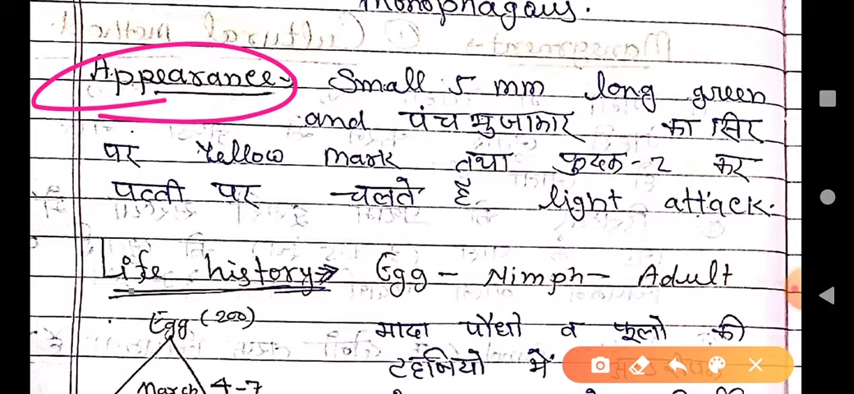 Monophagous.
Appearance- Small 5 mm long green
and पंचभुजाकार का सिर
पर Yellow mark तथा फुदक-2 कर
पत्ती पर चलते हैं light attack.
Life history⇒ Egg - Nimph - Adult
Egg (200) मादा पौधो व फूलो की
टहनियो में
March 4-7